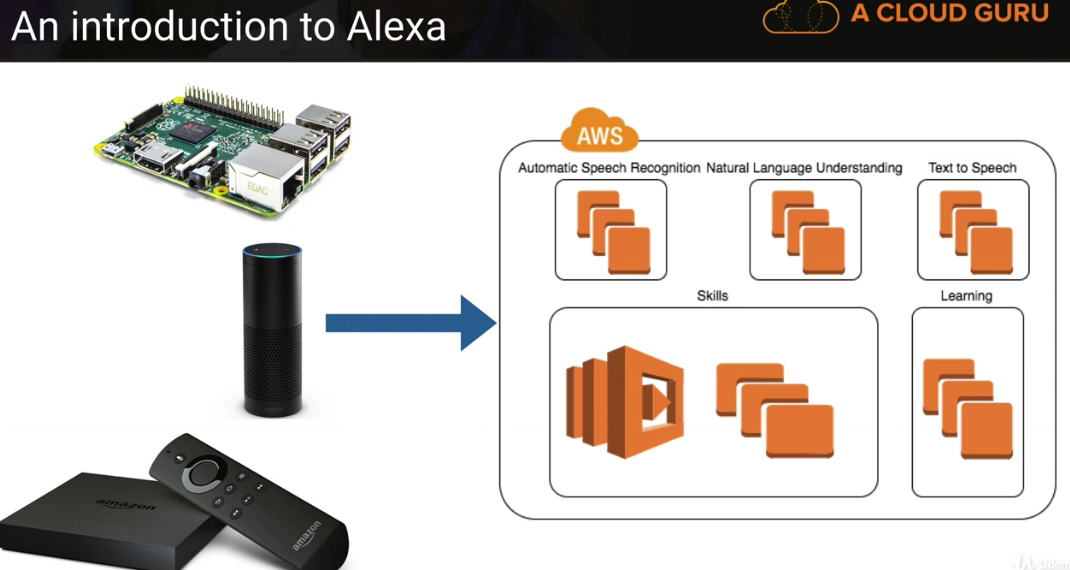 An introduction to Alexa
A CLOUD GURU
AWS
Automatic Speech Recognition
Natural Language Understanding
Text to Speech
Skills
Learning
EDAC
amazon
amazon